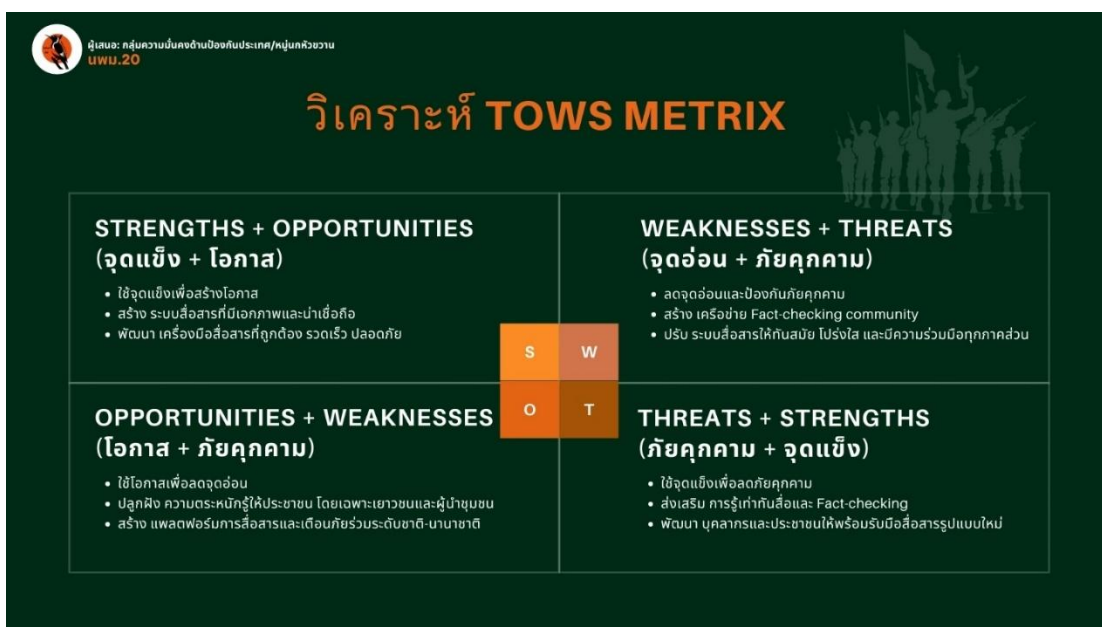 ผู้เสนอ: กลุ่มความมั่นคงด้านป้องกันประเทศ/หมู่นกหัวขวาน
นพม.20
วิเคราะห์ TOWS METRIX
STRENGTHS + OPPORTUNITIES
(จุดแข็ง + โอกาส)
• ใช้จุดแข็งเพื่อสร้างโอกาส
• สร้าง ระบบสื่อสารที่มีเอกภาพและน่าเชื่อถือ
• พัฒนา เครื่องมือสื่อสารที่ถูกต้อง รวดเร็ว ปลอดภัย
WEAKNESSES + THREATS
(จุดอ่อน + ภัยคุกคาม)
• ลดจุดอ่อนและป้องกันภัยคุกคาม
• สร้าง เครือข่าย Fact-checking community
• ปรับ ระบบสื่อสารให้ทันสมัย โปร่งใส และมีความร่วมมือทุกภาคส่วน
S W
O T
OPPORTUNITIES + WEAKNESSES
(โอกาส + ภัยคุกคาม)
• ใช้โอกาสเพื่อลดจุดอ่อน
• ปลูกฝัง ความตระหนักรู้ให้ประชาชน โดยเฉพาะเยาวชนและผู้นำชุมชน
• สร้าง แพลตฟอร์มการสื่อสารและเตือนภัยร่วมระดับชาติ-นานาชาติ
THREATS + STRENGTHS
(ภัยคุกคาม + จุดแข็ง)
• ใช้จุดแข็งเพื่อลดภัยคุกคาม
• ส่งเสริม การรู้เท่าทันสื่อและ Fact-checking
• พัฒนา บุคลากรและประชาชนให้พร้อมรับมือสื่อสารรูปแบบใหม่